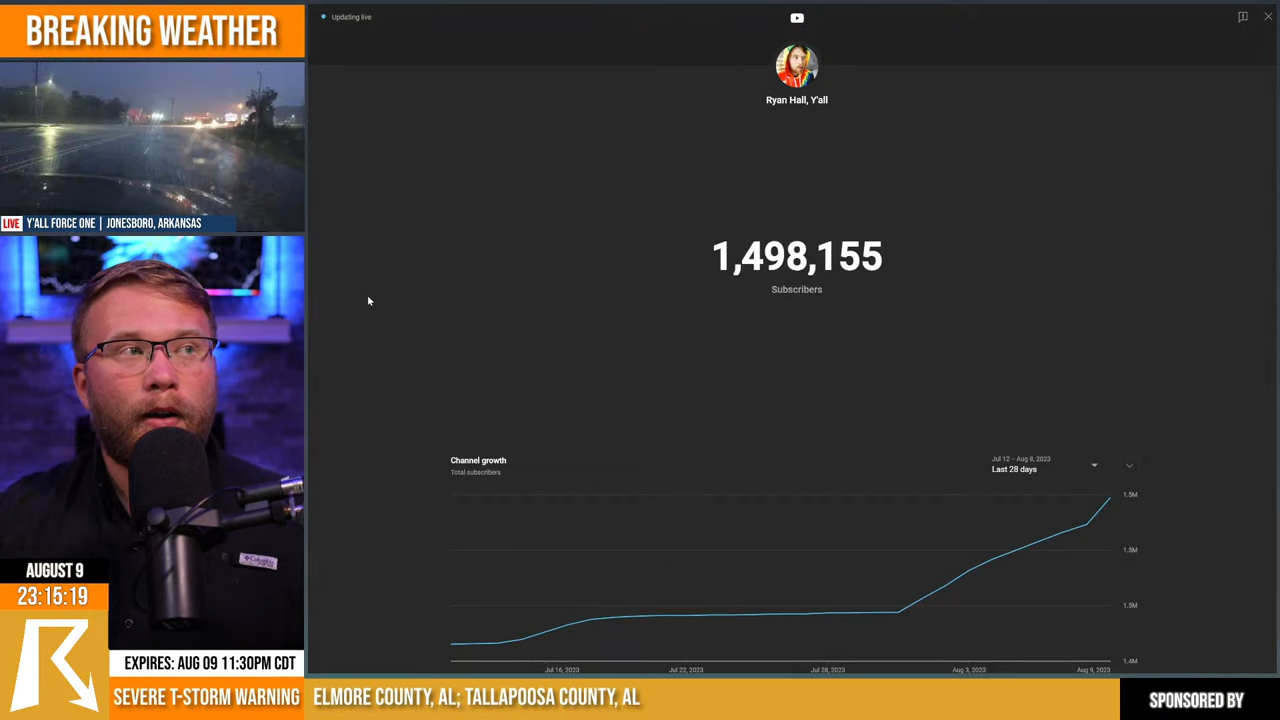 BREAKING WEATHER
LIVE Y'ALL FORCE ONE | JONESBORO, ARKANSAS
Updating live
Ryan Hall, Y'all
1,498,155
Subscribers
Channel growth
Total subscribers
Jul 12 – Aug 8, 2023
Last 28 days
1.5M
1.5M
1.5M
1.4M
Jul 16, 2023
Jul 22, 2023
Jul 28, 2023
Aug 3, 2023
Aug 9, 2023
Columbia
AUGUST 9
23:15:19
EXPIRES: AUG 09 11:30PM CDT
SEVERE T-STORM WARNING
ELMORE COUNTY, AL; TALLAPOOSA COUNTY, AL
SPONSORED BY